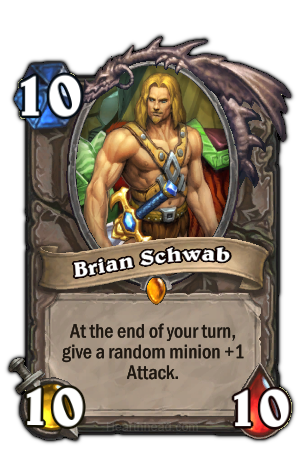 10
Brian Schwab
At the end of your turn,
give a random minion +1
Attack.
10
10